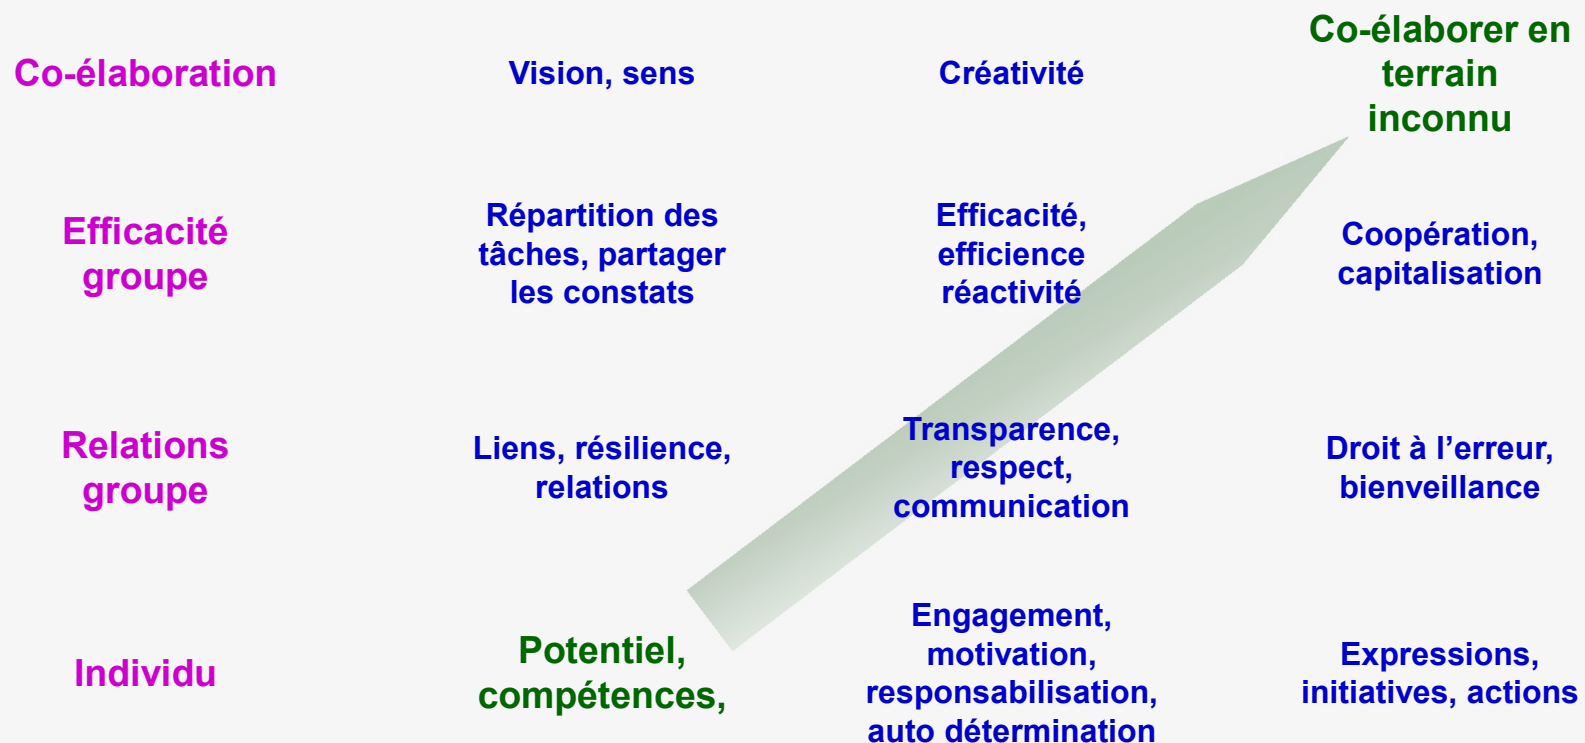 Co-élaboration
Vision, sens
Créativité
Co-élaborer en
terrain
inconnu
Efficacité
groupe
Répartition des
tâches, partager
les constats
Efficacité,
efficience
réactivité
Coopération,
capitalisation
Relations
groupe
Liens, résilience,
relations
Transparence,
respect,
communication
Droit à l’erreur,
bienveillance
Individu
Potentiel,
compétences,
Engagement,
motivation,
responsabilisation,
auto détermination
Expressions,
initiatives, actions